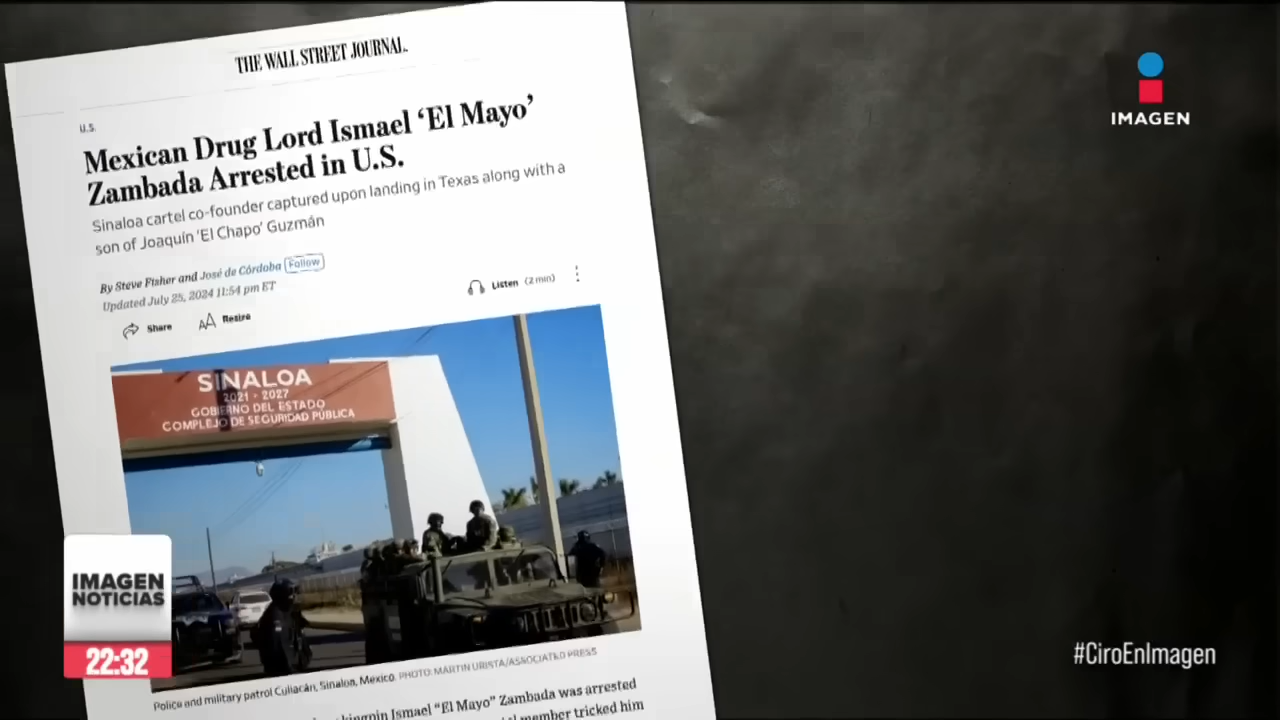 THE WALL STREET JOURNAL.
U.S.
Mexican Drug Lord Ismael ‘El Mayo’
Zambada Arrested in U.S.
Sinaloa cartel co-founder captured upon landing in Texas along with a
son of Joaquín ‘El Chapo’ Guzmán
By Steve Fisher and José de Córdoba Follow
Updated July 25, 2024 11:54 pm ET
Share
AA Resize
Listen (2 min)
SINALOA
2021 - 2027
GOBIERNO DEL ESTADO
COMPLEJO DE SEGURIDAD PÚBLICA
Police and military patrol Culiacán, Sinaloa, Mexico. PHOTO: MARTIN URISTA/ASSOCIATED PRESS
Ismael “El Mayo” Zambada was arrested
member tricked him
IMAGEN
IMAGEN
NOTICIAS
22:32
#CiroEnImagen